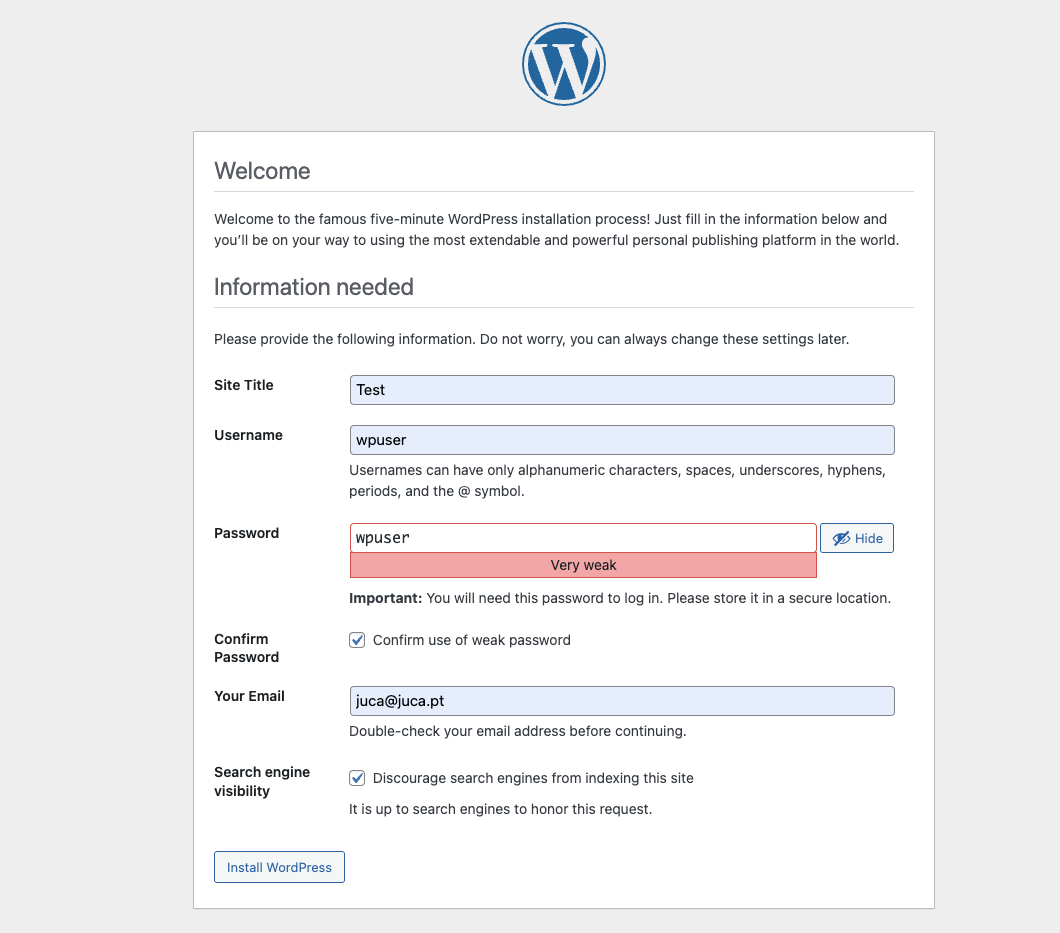 Welcome
Welcome to the famous five-minute WordPress installation process! Just fill in the information below and
you’ll be on your way to using the most extendable and powerful personal publishing platform in the world.
Information needed
Please provide the following information. Do not worry, you can always change these settings later.
Site Title
Test
Username
wpuser
Usernames can have only alphanumeric characters, spaces, underscores, hyphens,
periods, and the @ symbol.
Password
wpuser
Hide
Very weak
Important: You will need this password to log in. Please store it in a secure location.
Confirm
Password
Confirm use of weak password
Your Email
juca@juca.pt
Double-check your email address before continuing.
Search engine
visibility
Discourage search engines from indexing this site
It is up to search engines to honor this request.
Install WordPress